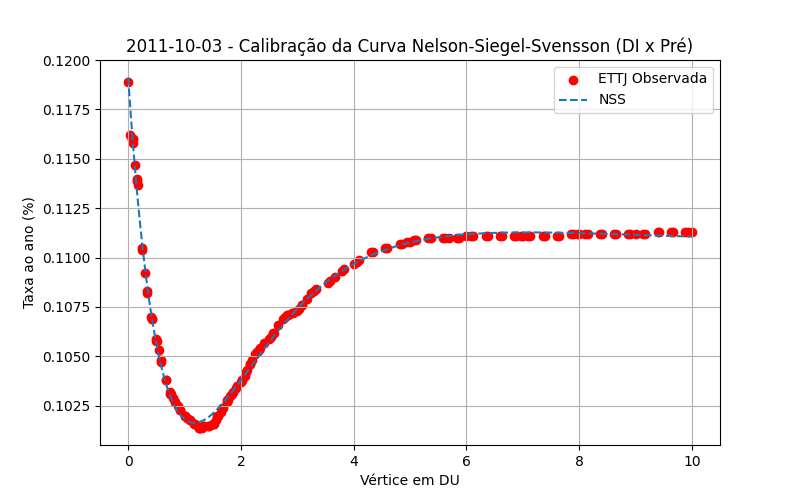 2011-10-03 - Calibração da Curva Nelson-Siegel-Svensson (DI x Pré)
0.1200
0.1175
0.1150
0.1125
0.1100
0.1075
0.1050
0.1025
Taxa ao ano (%)
ETTJ Observada
NSS
0
2
4
6
8
10
Vértice em DU